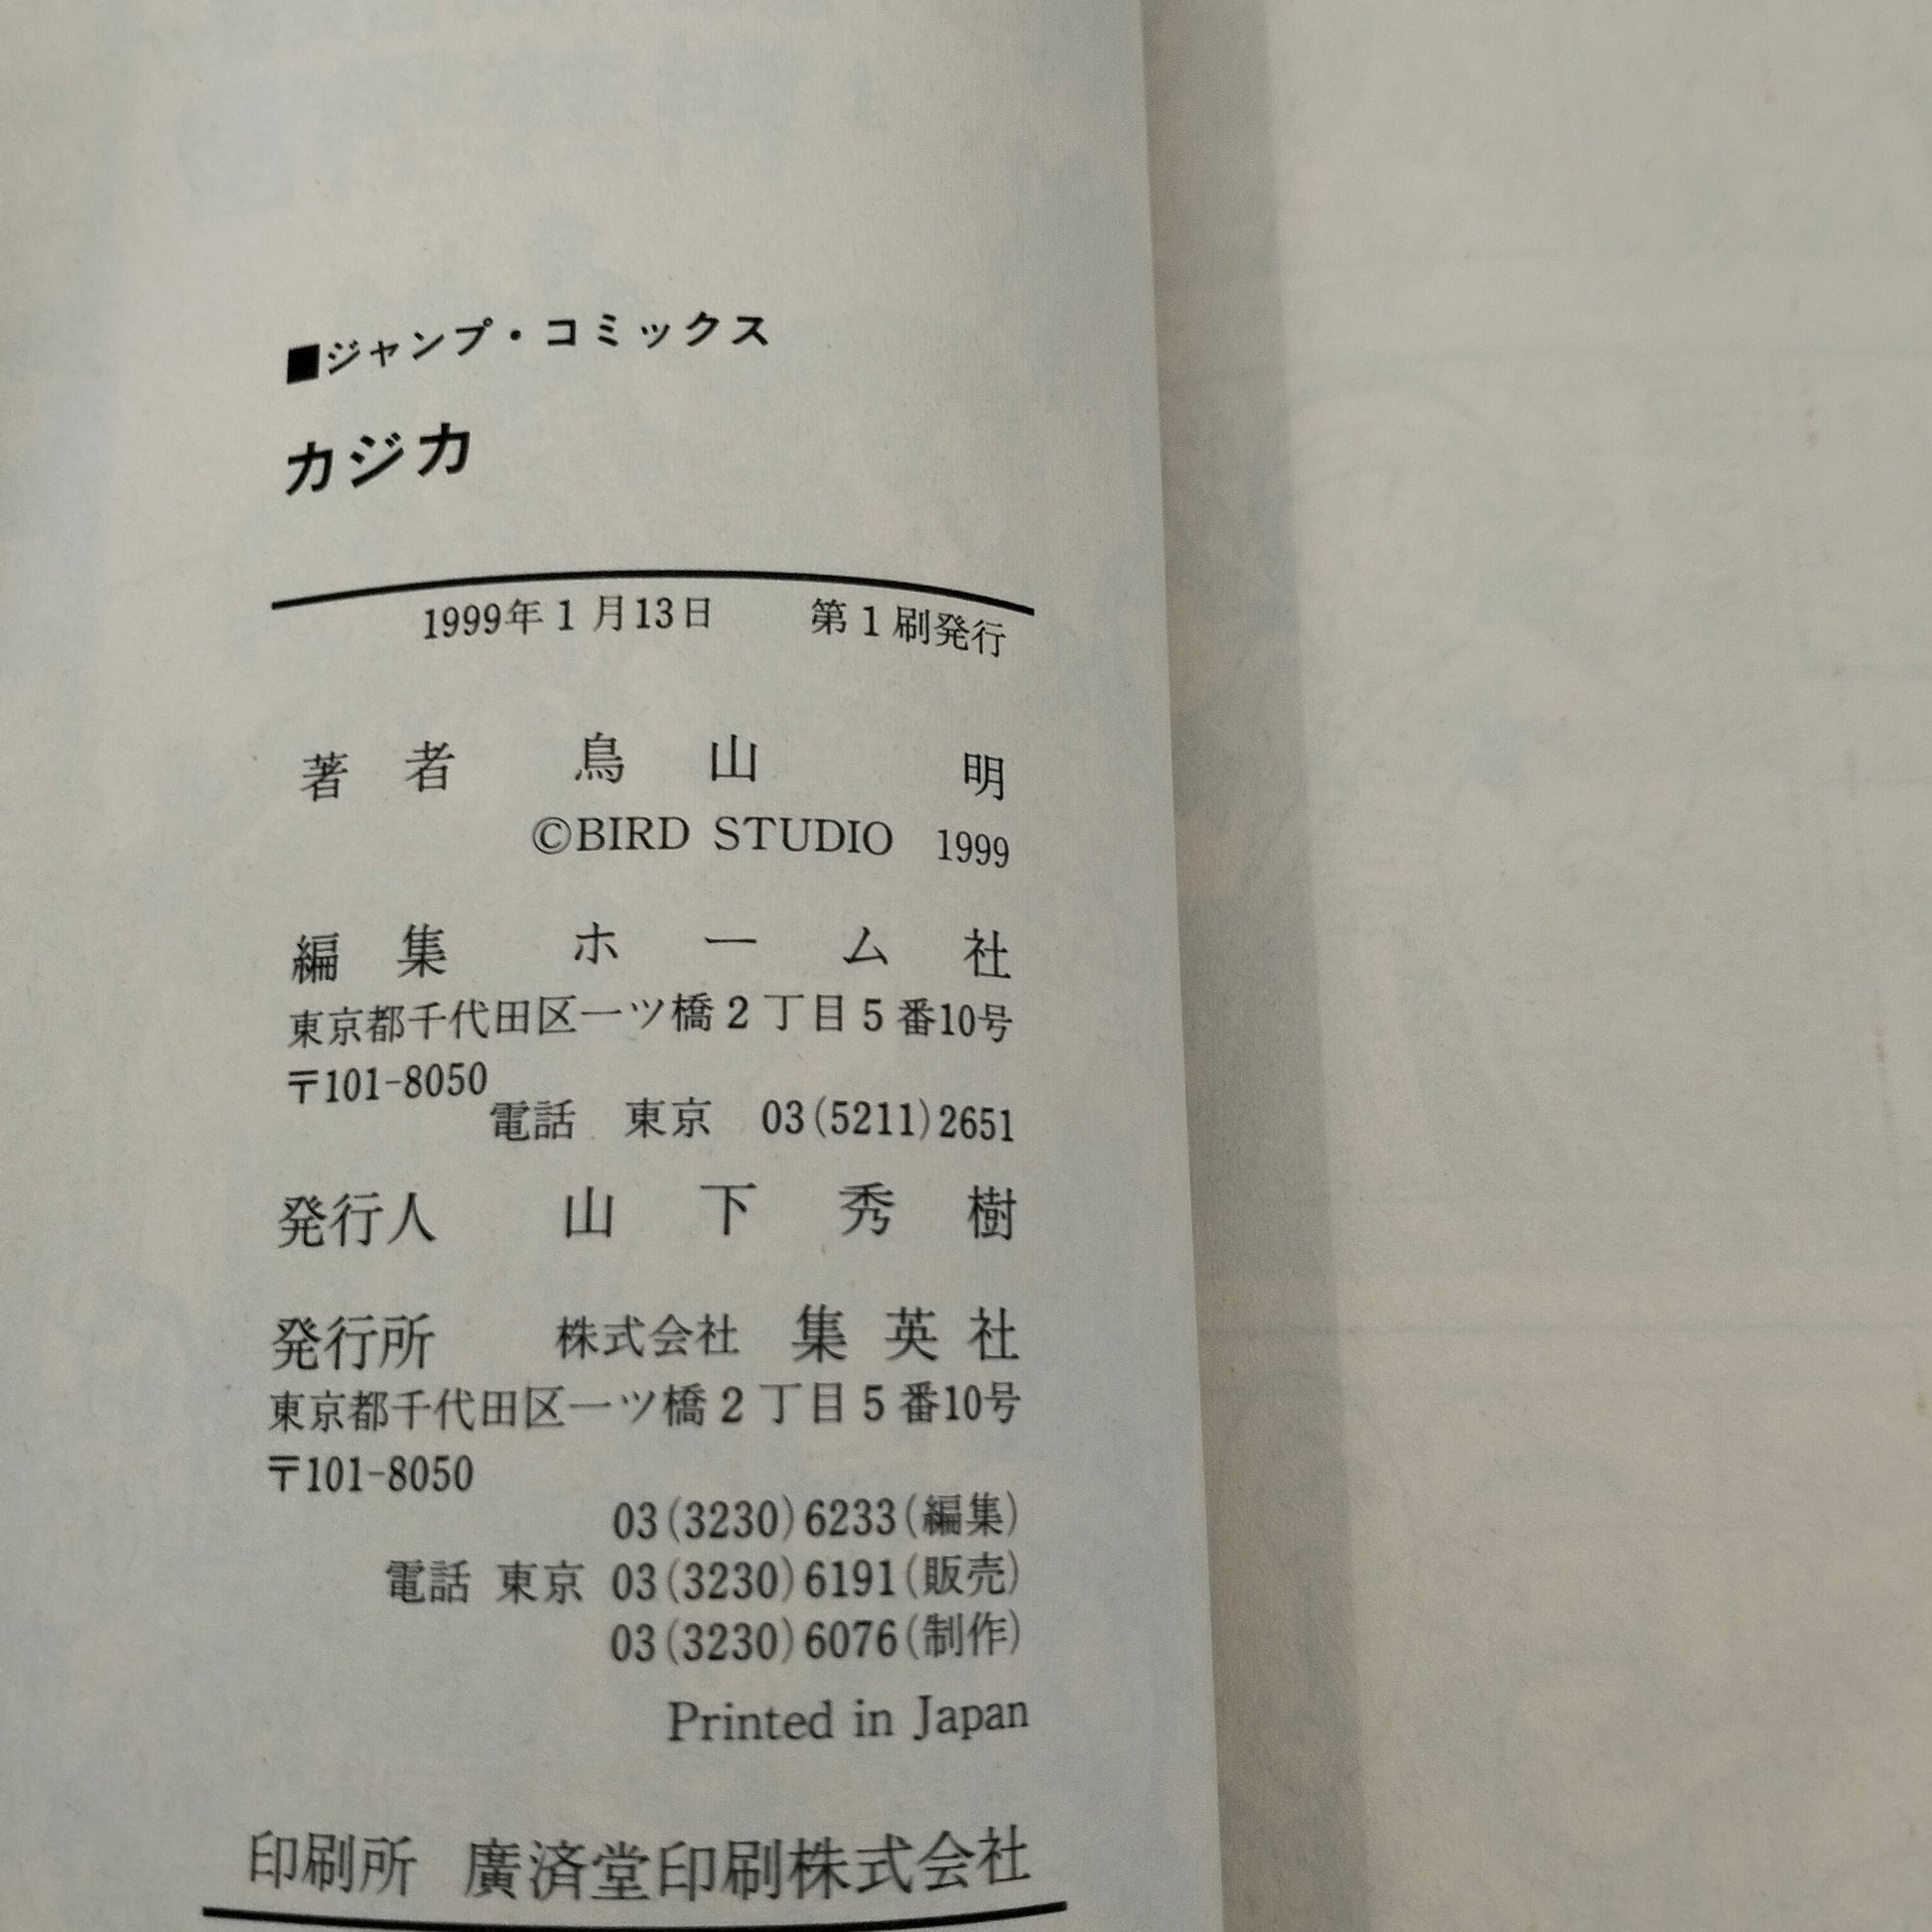 ■ジャンプ・コミックス
カジカ
1999年1月13日　第1刷発行
著者　鳥山明
©BIRD STUDIO 1999
編集　ホーム社
東京都千代田区一ツ橋2丁目5番10号
〒101-8050
電話　東京　03(5211)2651
発行人　山下秀樹
発行所　株式会社　集英社
東京都千代田区一ツ橋2丁目5番10号
〒101-8050
03(3230)6233(編集)
電話　東京　03(3230)6191(販売)
03(3230)6076(制作)
Printed in Japan
印刷所　廣済堂印刷株式会社